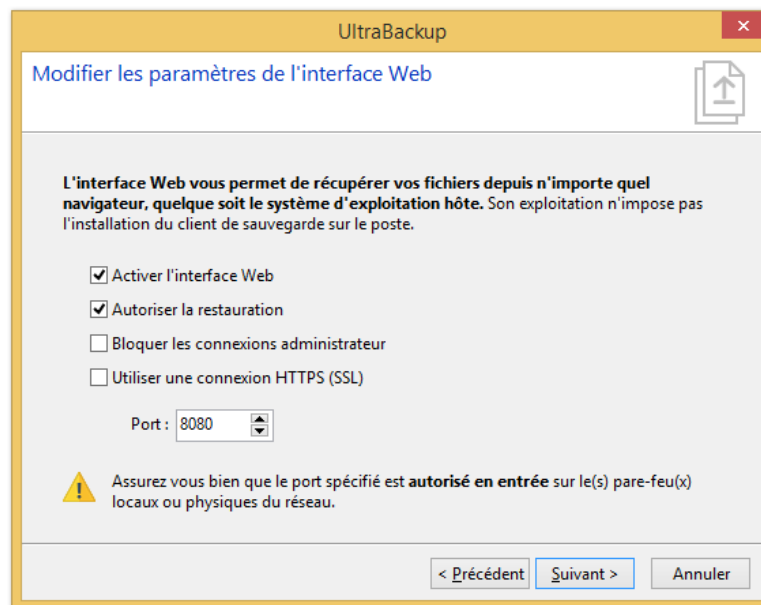 UltraBackup
Modifier les paramètres de l'interface Web
L'interface Web vous permet de récupérer vos fichiers depuis n'importe quel
navigateur, quelque soit le système d'exploitation hôte. Son exploitation n'impose pas
l'installation du client de sauvegarde sur le poste.
Activer l'interface Web
Autoriser la restauration
Bloquer les connexions administrateur
Utiliser une connexion HTTPS (SSL)
Port : 8080
Assurez vous bien que le port spécifié est autorisé en entrée sur le(s) pare-feu(x)
locaux ou physiques du réseau.
< Précédent Suivant > Annuler